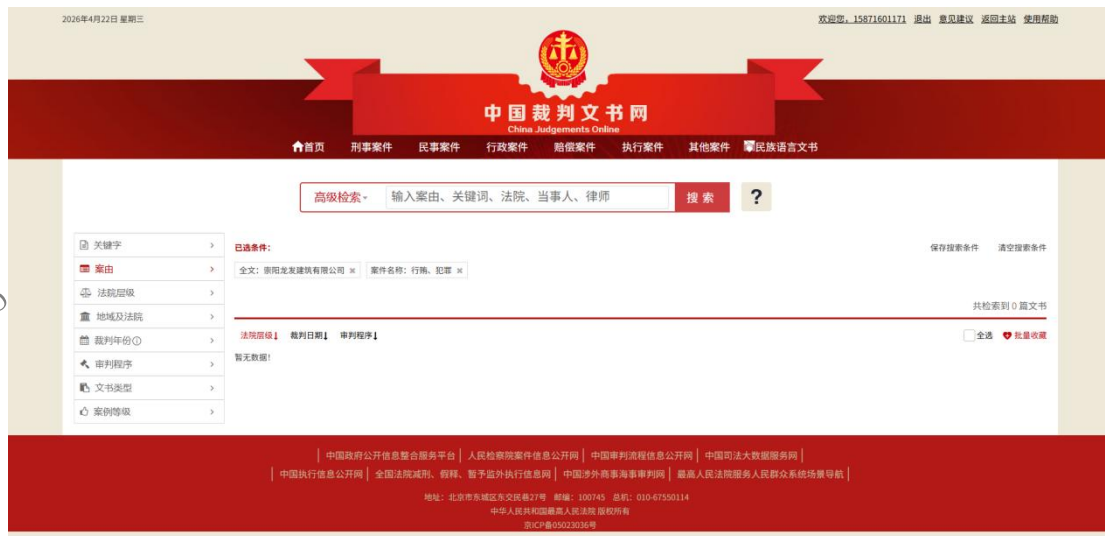 2026年4月22日 星期三
欢迎您，15871601171 退出 意见建议 返回主站 使用帮助
中国裁判文书网
China Judgements Online
首页 刑事案件 民事案件 行政案件 赔偿案件 执行案件 其他案件 民族语言文书
高级检索 输入案由、关键词、法院、当事人、律师 搜索 ?
关键字
案由
法院层级
地域及法院
裁判年份
审判程序
文书类型
案例等级
已选条件：
保存搜索条件 清空搜索条件
全文：崇阳龙发建筑有限公司 × 案件名称：行贿、犯罪 ×
共检索到 0 篇文书
法院层级 裁判日期 审判程序
全选 批量收藏
暂无数据!
| 中国政府公开信息整合服务平台 | 人民检察院案件信息公开网 | 中国审判流程信息公开网 | 中国司法大数据服务网 |
| 中国执行信息公开网 | 全国法院减刑、假释、暂予监外执行信息网 | 中国涉外商事海事审判网 | 最高人民法院服务人民群众系统场景导航 |
地址：北京市东城区东交民巷27号 邮编：100745 总机：010-67550114
中华人民共和国最高人民法院 版权所有
京ICP备05023036号